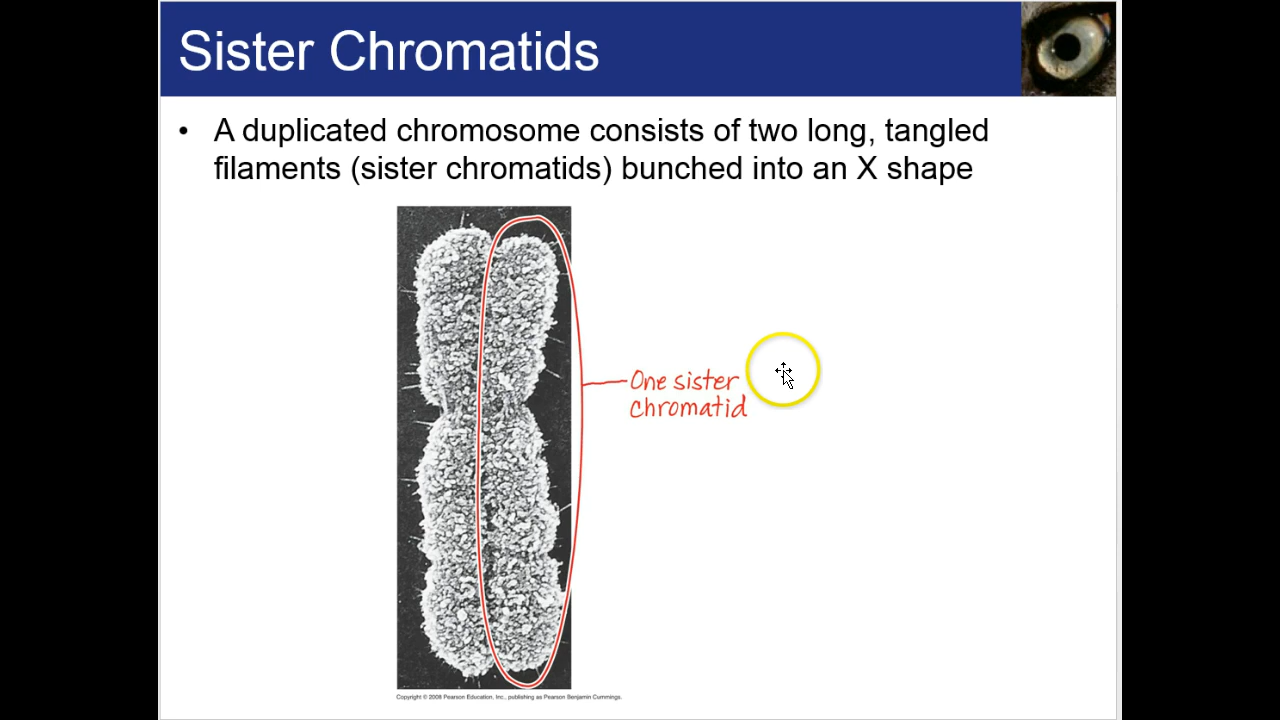 Sister Chromatids
• A duplicated chromosome consists of two long, tangled
filaments (sister chromatids) bunched into an X shape
One sister
chromatid
Copyright © 2008 Pearson Education, Inc., publishing as Pearson Benjamin Cummings.